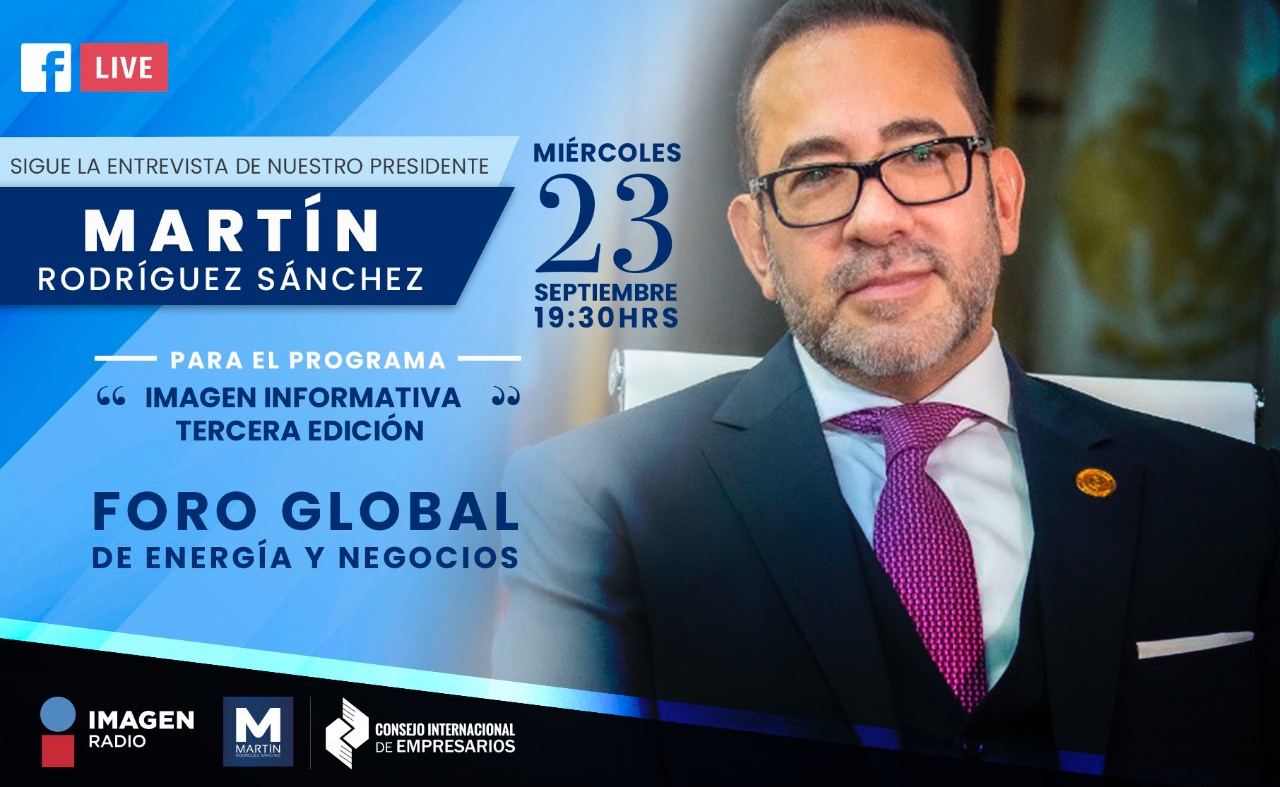 f LIVE
SIGUE LA ENTREVISTA DE NUESTRO PRESIDENTE
MARTÍN
RODRÍGUEZ SÁNCHEZ
MIÉRCOLES
23
SEPTIEMBRE
19:30HRS
PARA EL PROGRAMA
“ IMAGEN INFORMATIVA ”
TERCERA EDICIÓN
FORO GLOBAL
DE ENERGÍA Y NEGOCIOS
IMAGEN
RADIO
M
MARTÍN
RODRÍGUEZ SÁNCHEZ
CONSEJO INTERNACIONAL
DE EMPRESARIOS